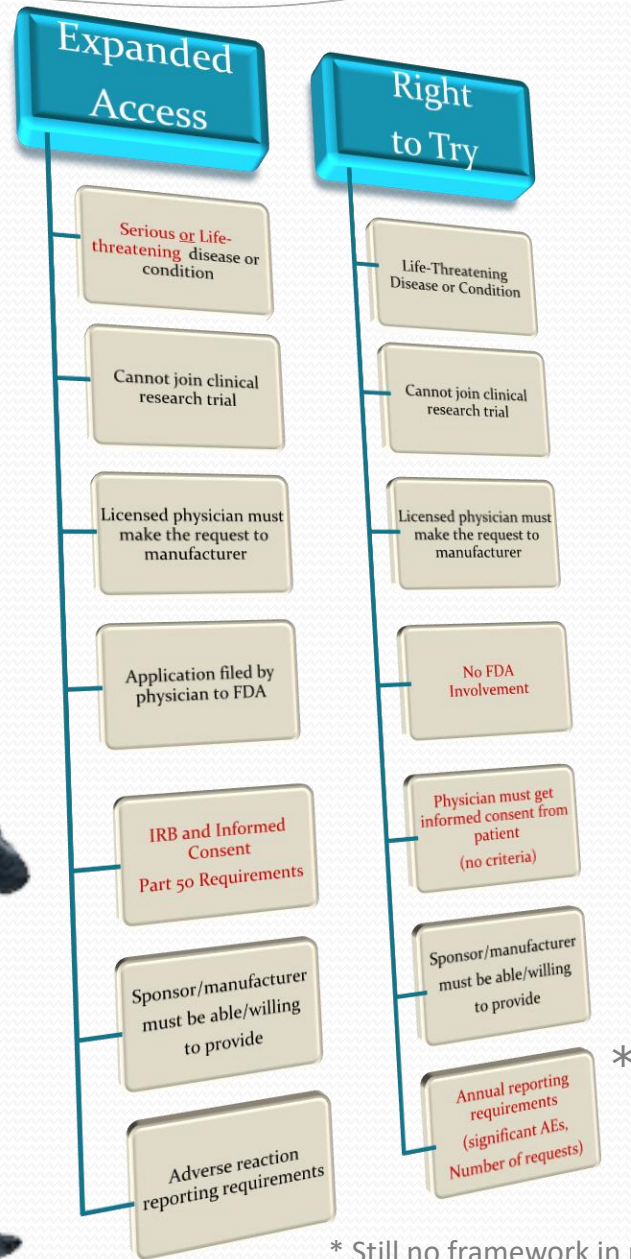 Expanded
Access
Serious or Life-
threatening disease or
condition
Cannot join clinical
research trial
Licensed physician must
make the request to
manufacturer
Application filed by
physician to FDA
IRB and Informed
Consent
Part 50 Requirements
Sponsor/manufacturer
must be able/willing
to provide
Adverse reaction
reporting requirements
Right
to Try
Life-Threatening
Disease or Condition
Cannot join clinical
research trial
Licensed physician must
make the request to
manufacturer
No FDA
Involvement
Physician must get
informed consent from
patient
(no criteria)
Sponsor/manufacturer
must be able/willing
to provide
Annual reporting
requirements
(significant AEs,
Number of requests)
*
* Still no framework in